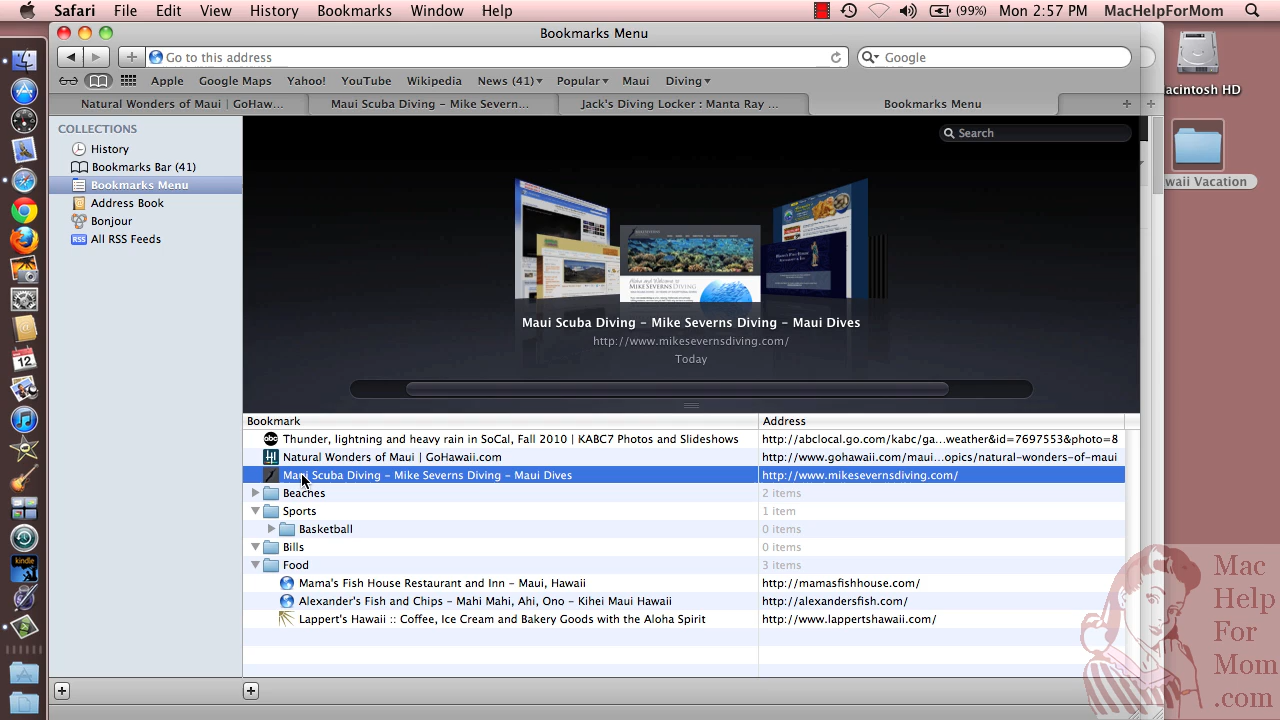 Safari File Edit View History Bookmarks Window Help (99%) Mon 2:57 PM MacHelpForMom
Bookmarks Menu
Go to this address Google
Apple Google Maps Yahoo! YouTube Wikipedia News (41) Popular Maui Diving
Natural Wonders of Maui | GoHaw... Maui Scuba Diving – Mike Severn... Jack's Diving Locker : Manta Ray ... Bookmarks Menu
acintosh HD
waii Vacation
COLLECTIONS
History
Bookmarks Bar (41)
Bookmarks Menu
Address Book
Bonjour
RSS All RSS Feeds
Search
MIKE SEVERNS DIVING
Maui Scuba Diving – Mike Severns Diving – Maui Dives
http://www.mikesevernsdiving.com/
Today
Bookmark Address
abc Thunder, lightning and heavy rain in SoCal, Fall 2010 | KABC7 Photos and Slideshows http://abclocal.go.com/kabc/ga...weather&id=7697553&photo=8
Natural Wonders of Maui | GoHawaii.com http://www.gohawaii.com/maui...opics/natural-wonders-of-maui
Maui Scuba Diving – Mike Severns Diving – Maui Dives http://www.mikesevernsdiving.com/
Beaches 2 items
Sports 1 item
Basketball 0 items
Bills 0 items
Food 3 items
Mama's Fish House Restaurant and Inn – Maui, Hawaii http://mamasfishhouse.com/
Alexander's Fish and Chips – Mahi Mahi, Ahi, Ono – Kihei Maui Hawaii http://alexandersfish.com/
Lappert's Hawaii :: Coffee, Ice Cream and Bakery Goods with the Aloha Spirit http://www.lappertshawaii.com/
12
kindle
Mac
Help
For
Mom
.com